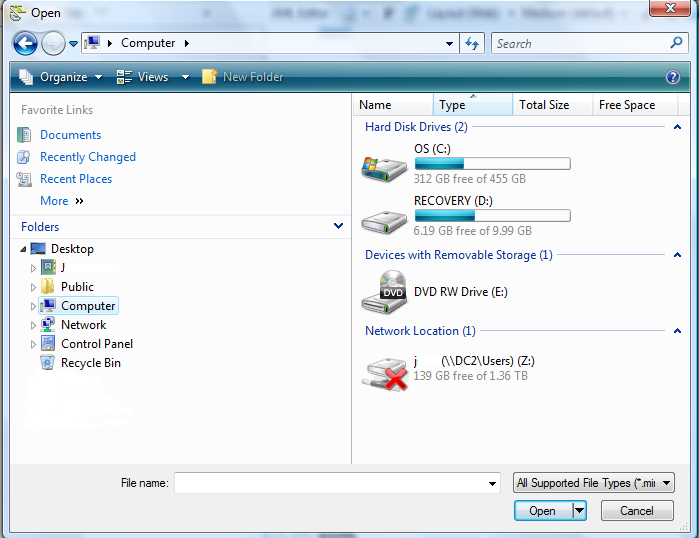 Open
Computer
Search
Organize Views New Folder
Favorite Links
Documents
Recently Changed
Recent Places
More »
Folders
Desktop
J
Public
Computer
Network
Control Panel
Recycle Bin
Name Type Total Size Free Space
Hard Disk Drives (2)
OS (C:)
312 GB free of 455 GB
RECOVERY (D:)
6.19 GB free of 9.99 GB
Devices with Removable Storage (1)
DVD
DVD RW Drive (E:)
Network Location (1)
j (\\DC2\Users) (Z:)
139 GB free of 1.36 TB
File name:
All Supported File Types (*.mi
Open Cancel